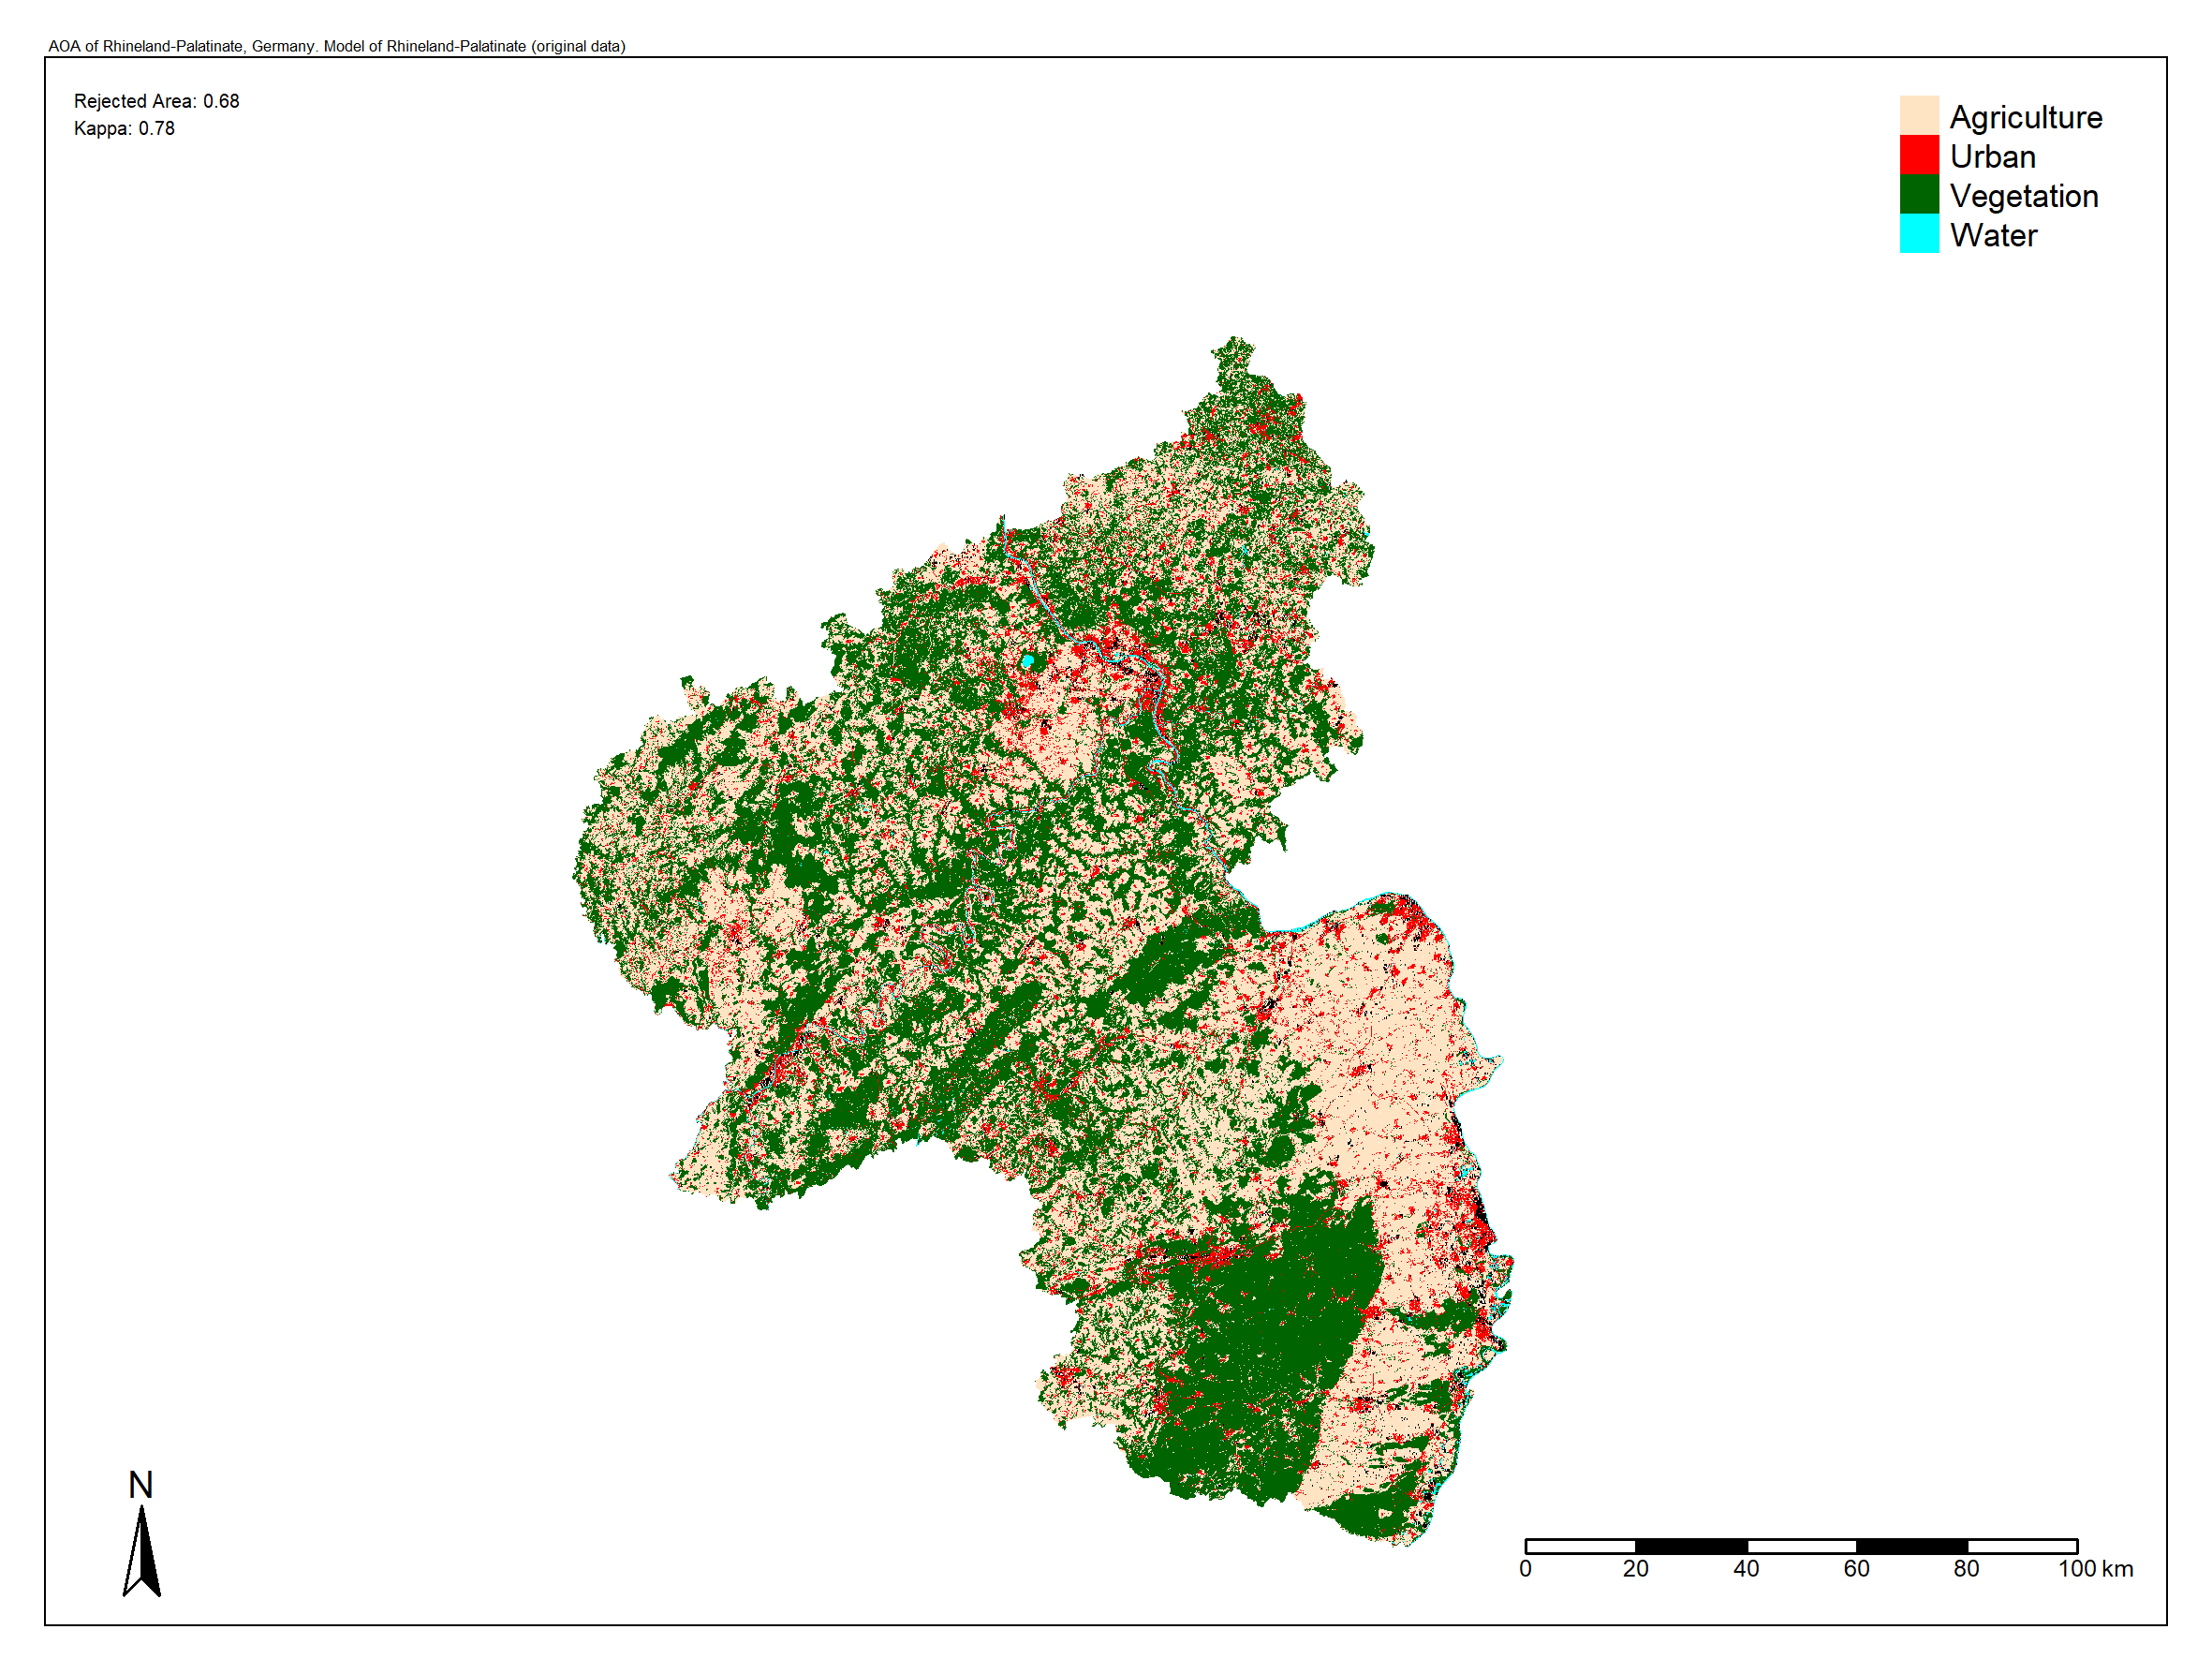 AOA of Rhineland-Palatinate, Germany. Model of Rhineland-Palatinate (original data)
Rejected Area: 0.68
Kappa: 0.78
Agriculture
Urban
Vegetation
Water
N
0 20 40 60 80 100 km